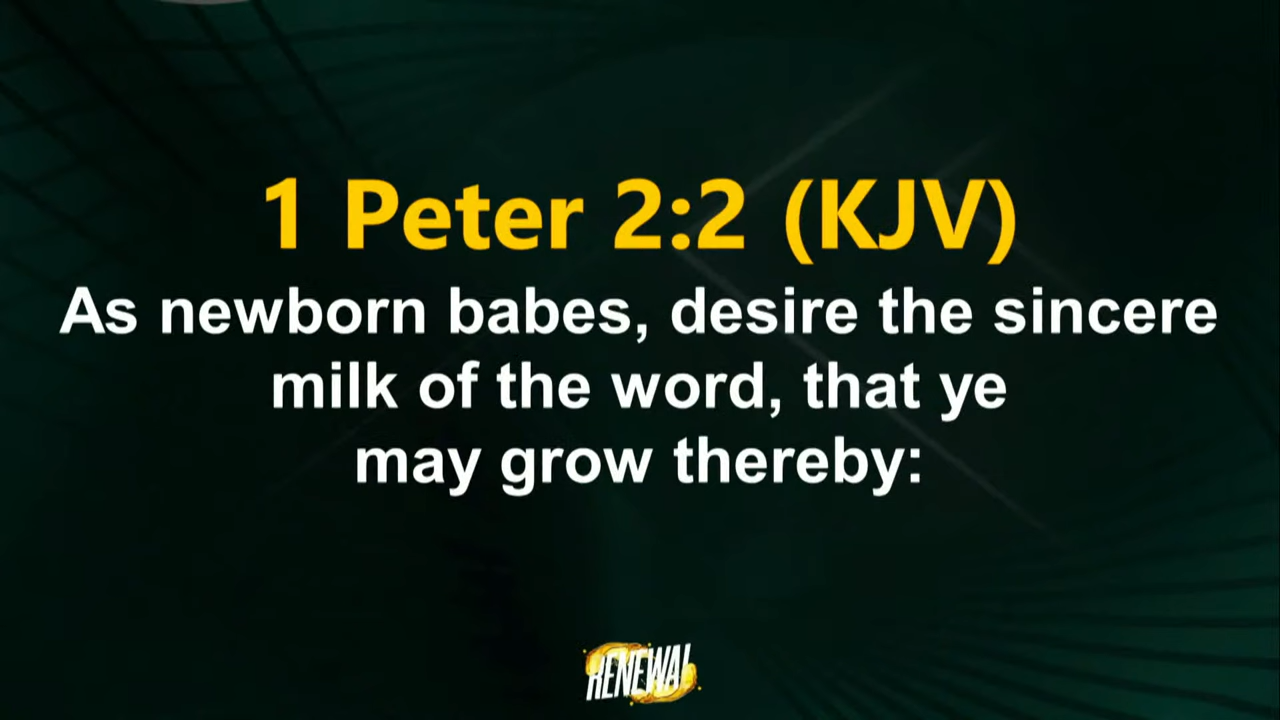 1 Peter 2:2 (KJV)
As newborn babes, desire the sincere
milk of the word, that ye
may grow thereby:
RENEWAL